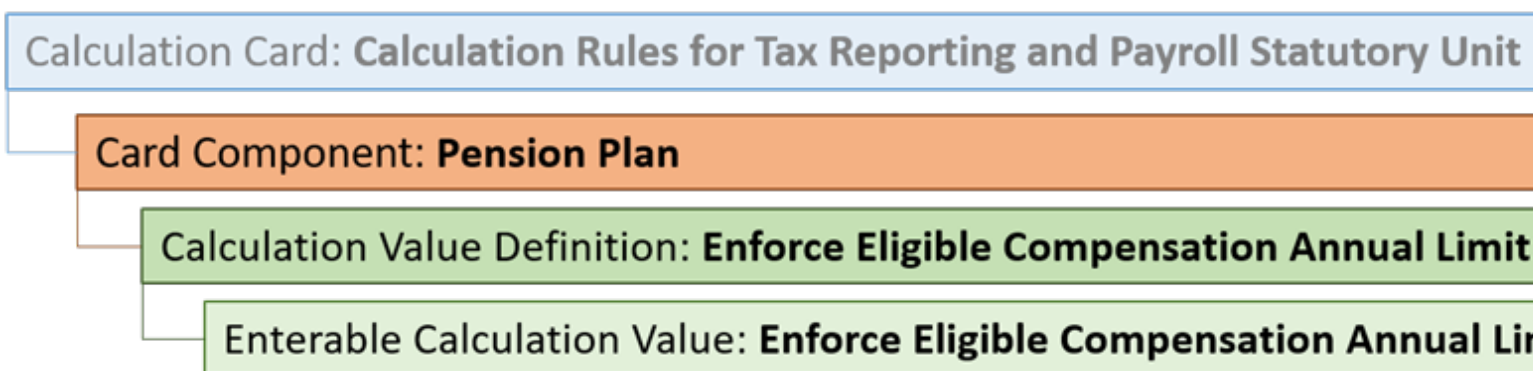 Calculation Card: Calculation Rules for Tax Reporting and Payroll Statutory Unit
Card Component: Pension Plan
Calculation Value Definition: Enforce Eligible Compensation Annual Limit
Enterable Calculation Value: Enforce Eligible Compensation Annual